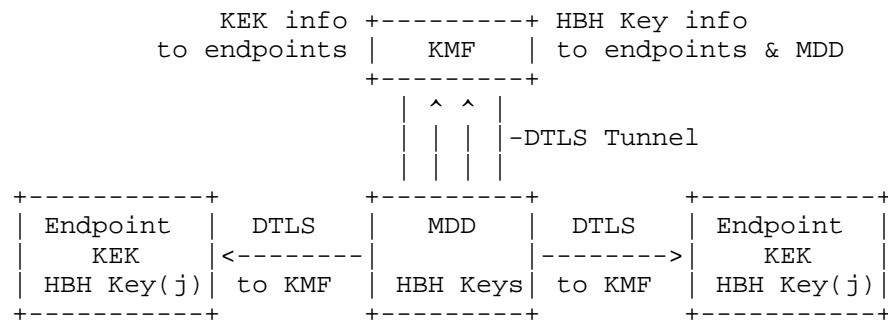 KEK info +---------+ HBH Key info
to endpoints | KMF | to endpoints & MDD
+---------+
| ^ ^ |
| | | |-DTLS Tunnel
| | | |
+-----------+ +---------+ +-----------+
| Endpoint | DTLS | MDD | DTLS | Endpoint |
| KEK |<--------| |-------->| KEK |
| HBH Key(j)| to KMF | HBH Keys| to KMF | HBH Key(j)|
+-----------+ +---------+ +-----------+